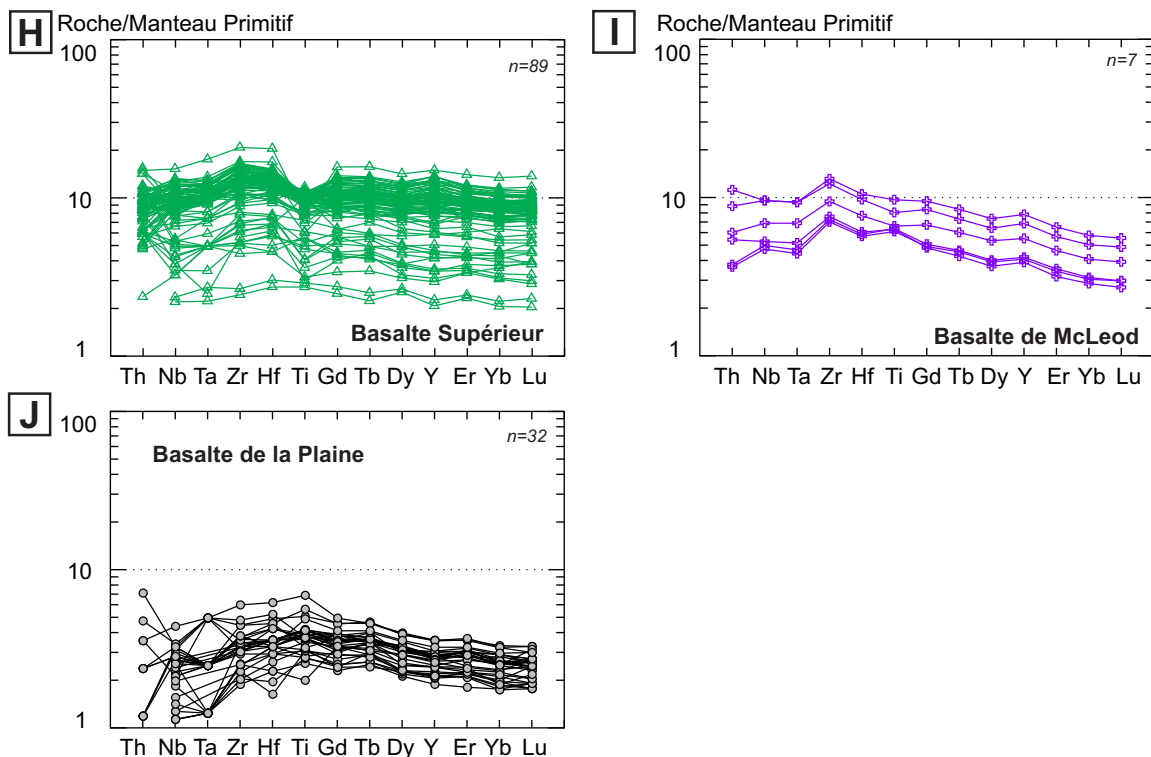 H Roche/Manteau Primitif
100
n=89
10
Basalte Supérieur
1
Th Nb Ta Zr Hf Ti Gd Tb Dy Y Er Yb Lu
I Roche/Manteau Primitif
100
n=7
10
Basalte de McLeod
1
Th Nb Ta Zr Hf Ti Gd Tb Dy Y Er Yb Lu
J
100
n=32
Basalte de la Plaine
10
1
Th Nb Ta Zr Hf Ti Gd Tb Dy Y Er Yb Lu